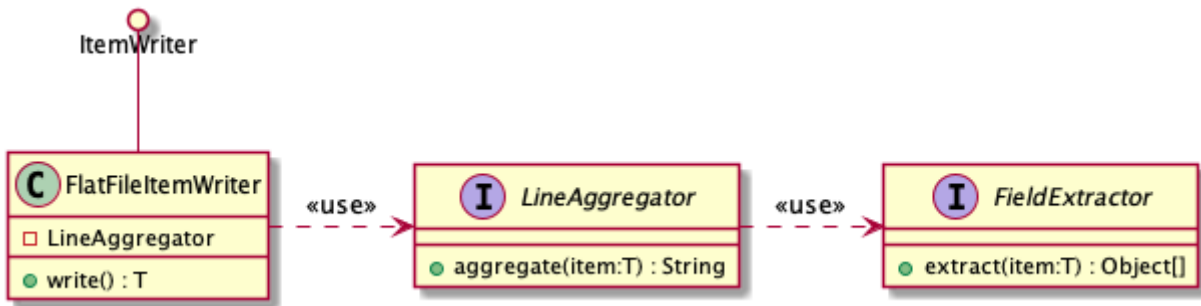 ItemWriter
C FlatFileItemWriter
LineAggregator
write() : T
«use»
I LineAggregator
aggregate(item:T) : String
«use»
I FieldExtractor
extract(item:T) : Object[]